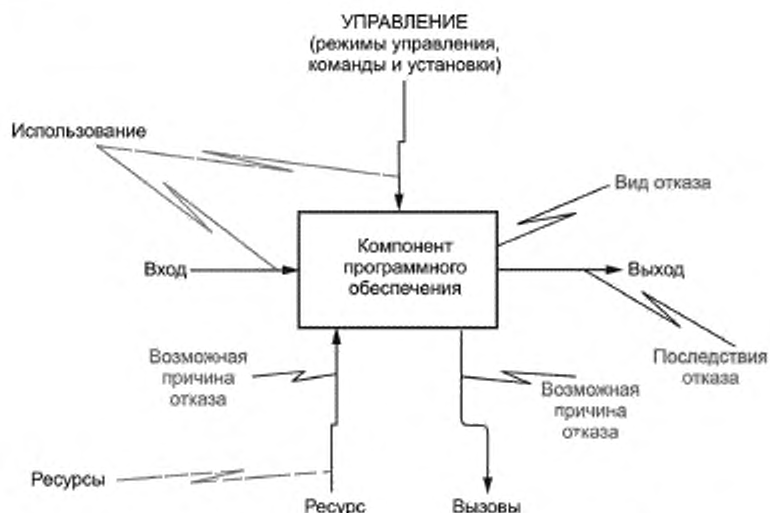 УПРАВЛЕНИЕ
(режимы управления,
команды и установки)
Использование
Вид отказа
Компонент
программного
обеспечения
Вход
Выход
Возможная
причина
отказа
Возможная
причина
отказа
Последствия
отказа
Ресурсы
Ресурс
Вызовы